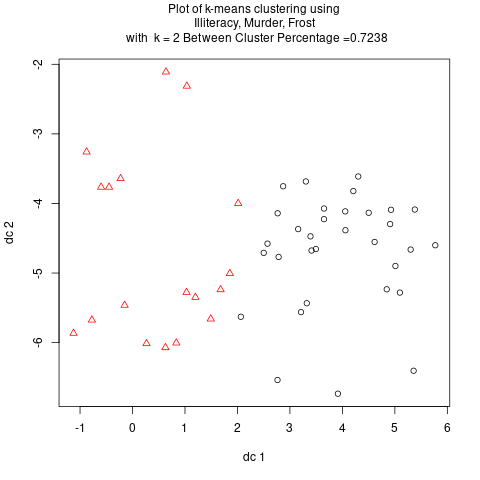 Plot of k-means clustering using
Illiteracy, Murder, Frost
with k = 2 Between Cluster Percentage =0.7238
-2
-3
-4
-5
-6
dc 2
-1 0 1 2 3 4 5 6
dc 1